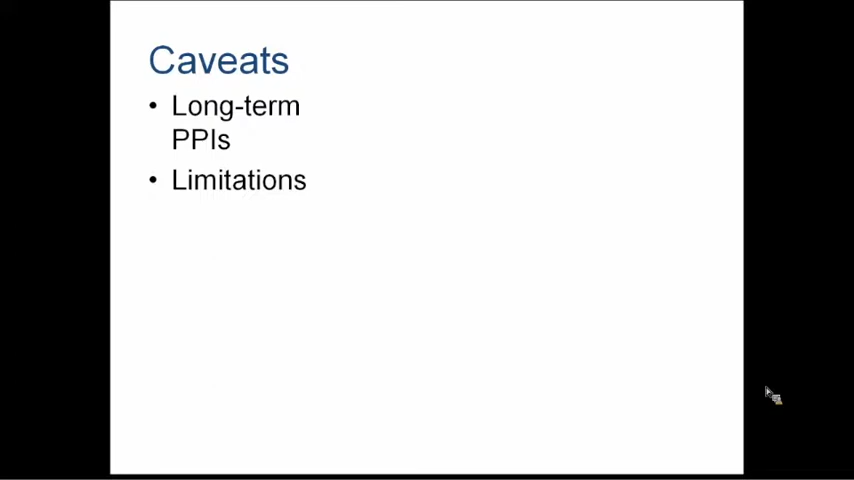 Caveats
• Long-term
PPIs
• Limitations